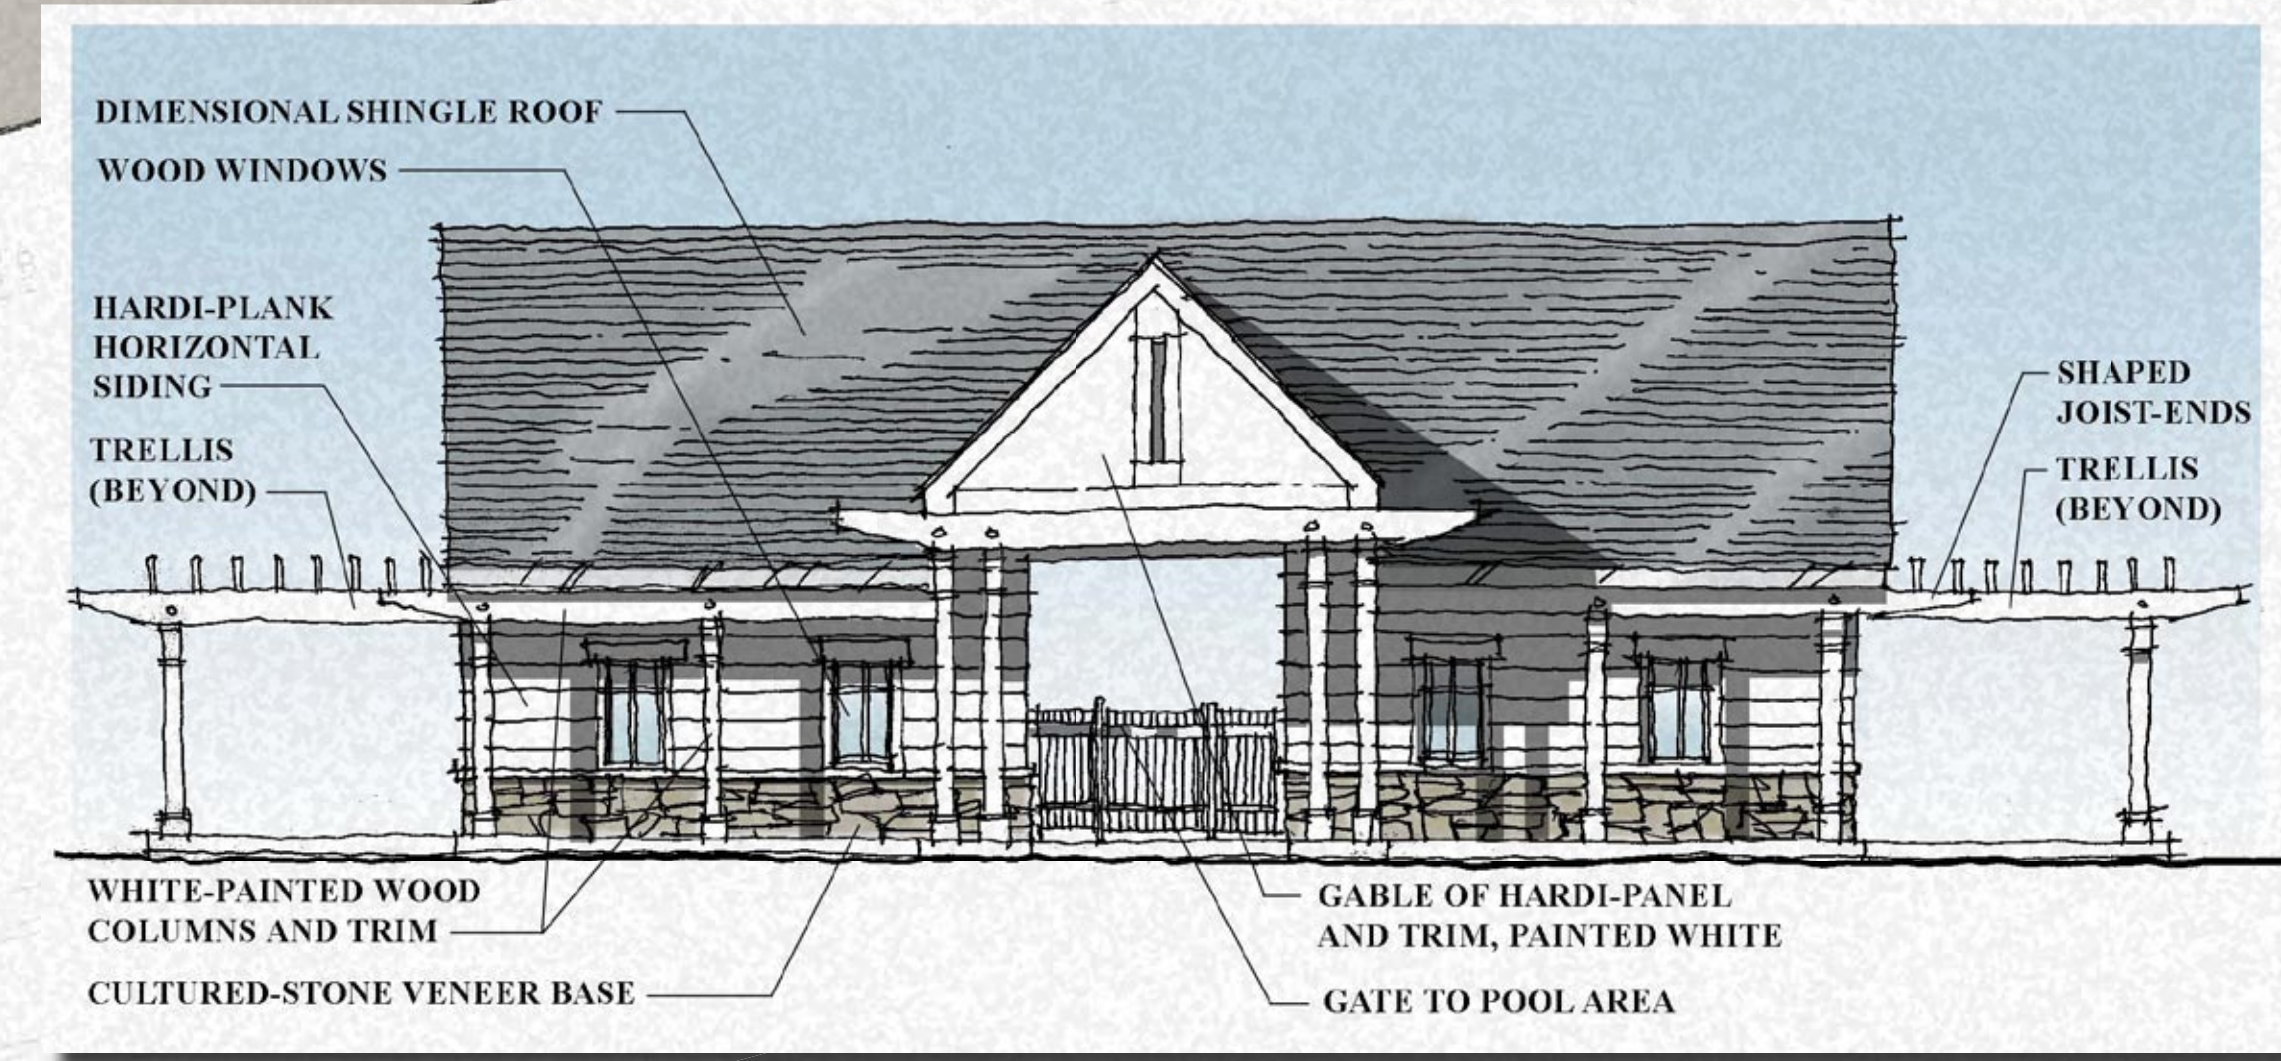 DIMENSIONAL SHINGLE ROOF
WOOD WINDOWS
HARDI-PLANK
HORIZONTAL
SIDING
TRELLIS
(BEYOND)
SHAPED
JOIST-ENDS
TRELLIS
(BEYOND)
WHITE-PAINTED WOOD
COLUMNS AND TRIM
CULTURED-STONE VENEER BASE
GABLE OF HARDI-PANEL
AND TRIM, PAINTED WHITE
GATE TO POOL AREA